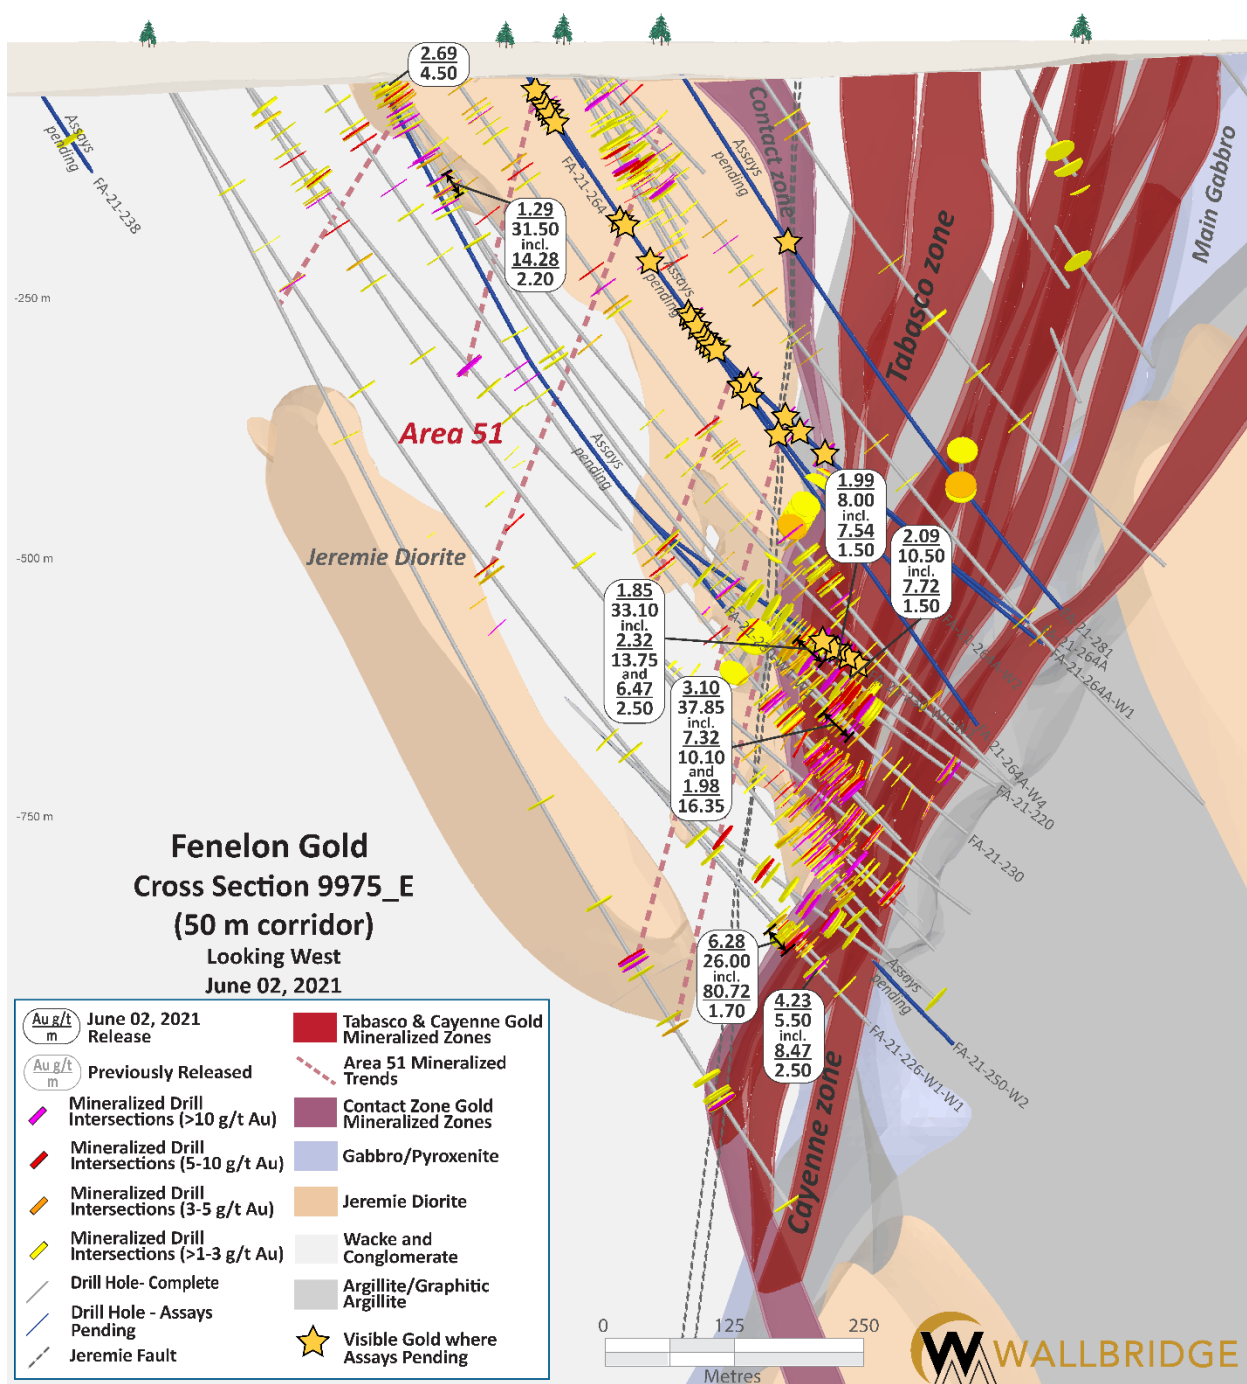 2.69
4.50
Assays
pending
FA-21-238
1.29
31.50
incl.
14.28
2.20
FA-21-264
Assays
pending
Assays
pending
Contact zone
Tabasco zone
Main Gabbro
-250 m
Area 51
Assays
pending
Jeremie Diorite
-500 m
1.99
8.00
incl.
7.54
1.50
2.09
10.50
incl.
7.72
1.50
1.85
33.10
incl.
2.32
13.75
and
6.47
2.50
3.10
37.85
incl.
7.32
10.10
and
1.98
16.35
FA-21-281
FA-21-264A-W1
FA-21-264A-W4
FA-21-220
FA-21-230
-750 m
6.28
26.00
incl.
80.72
1.70
4.23
5.50
incl.
8.47
2.50
Assays
pending
FA-21-250-W2
FA-21-226-W1-W1
Cayenne zone
Fenelon Gold
Cross Section 9975_E
(50 m corridor)
Looking West
June 02, 2021
Au g/t
m
June 02, 2021
Release
Au g/t
m
Previously Released
Mineralized Drill
Intersections (>10 g/t Au)
Mineralized Drill
Intersections (5-10 g/t Au)
Mineralized Drill
Intersections (3-5 g/t Au)
Mineralized Drill
Intersections (>1-3 g/t Au)
Drill Hole- Complete
Drill Hole - Assays
Pending
Jeremie Fault
Tabasco & Cayenne Gold
Mineralized Zones
Area 51 Mineralized
Trends
Contact Zone Gold
Mineralized Zones
Gabbro/Pyroxenite
Jeremie Diorite
Wacke and
Conglomerate
Argillite/Graphitic
Argillite
Visible Gold where
Assays Pending
0 125 250
Metres
WALLBRIDGE